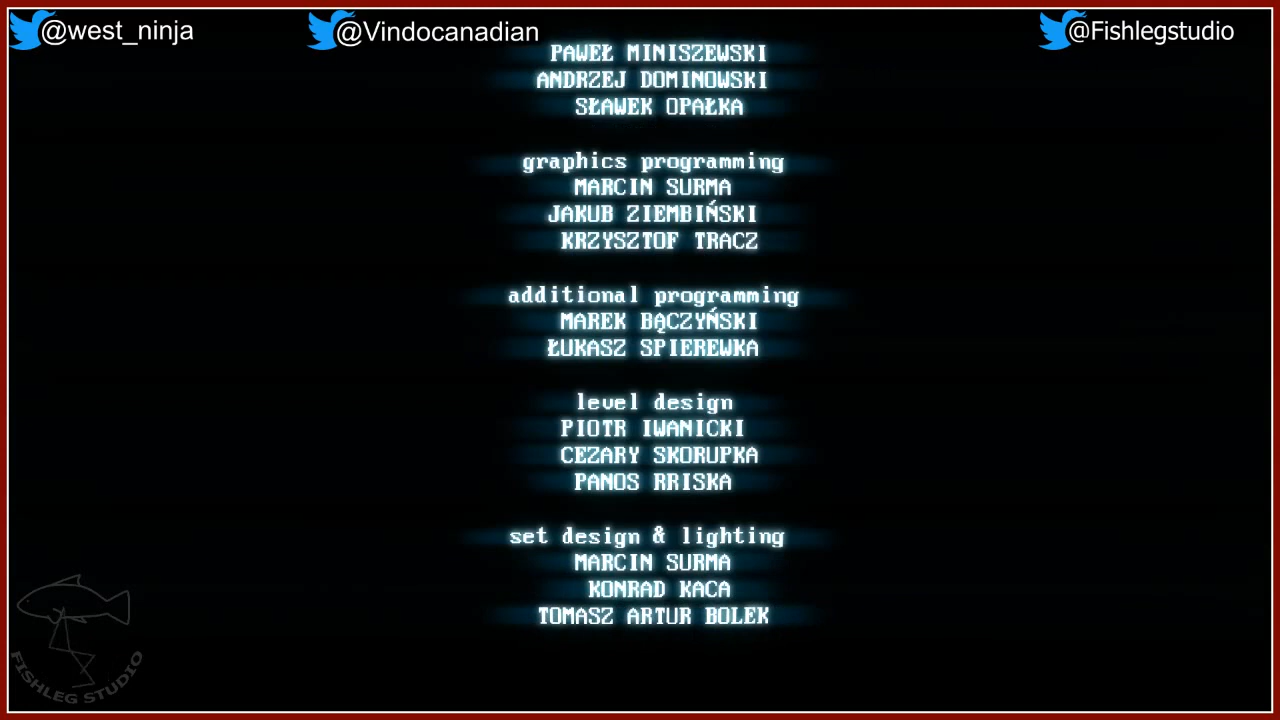 @west_ninja
@Vindocanadian
@Fishlegstudio
PAWEŁ MINISZEWSKI
ANDRZEJ DOMINOWSKI
SŁAWEK OPAŁKA
graphics programming
MARCIN SURMA
JAKUB ZIEMBIŃSKI
KRZYSZTOF TRACZ
additional programming
MAREK BĄCZYŃSKI
ŁUKASZ SPIEREWKA
level design
PIOTR IWANICKI
CEZARY SKORUPKA
PANOS RRISKA
set design & lighting
MARCIN SURMA
KONRAD KACA
TOMASZ ARTUR BOLEK
FISHLEG STUDIO